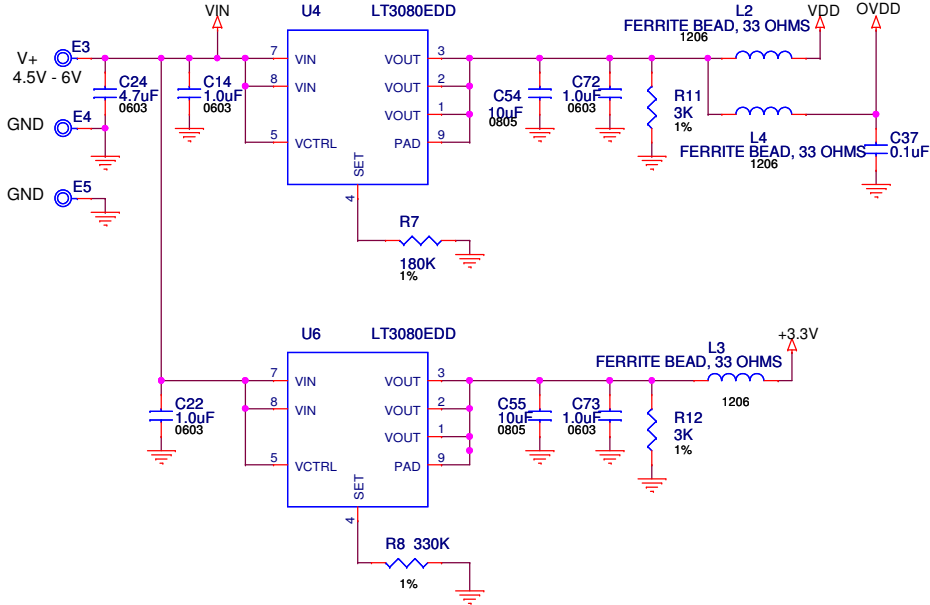 VIN
U4
LT3080EDD
L2
FERRITE BEAD, 33 OHMS
1206
VDD
OVDD
E3
V+
4.5V - 6V
C24
4.7uF
0603
C14
1.0uF
0603
7
VIN
8
VIN
5
VCTRL
SET
4
VOUT
3
VOUT
2
VOUT
1
PAD
9
C54
10uF
0805
C72
1.0uF
0603
R11
3K
1%
L4
FERRITE BEAD, 33 OHMS
1206
C37
0.1uF
GND
E4
GND
E5
R7
180K
1%
U6
LT3080EDD
L3
FERRITE BEAD, 33 OHMS
1206
+3.3V
C22
1.0uF
0603
7
VIN
8
VIN
5
VCTRL
SET
4
VOUT
3
VOUT
2
VOUT
1
PAD
9
C55
10uF
0805
C73
1.0uF
0603
R12
3K
1%
R8 330K
1%